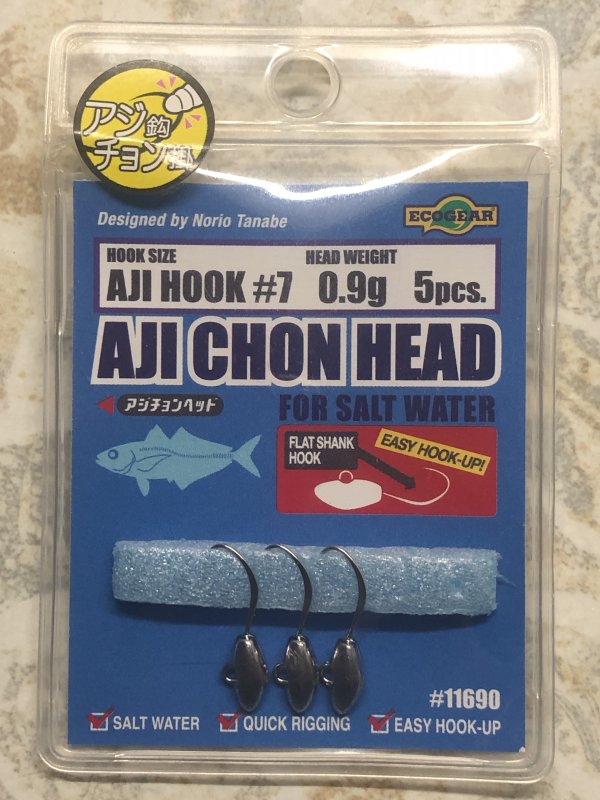 アジ鈎
チョン掛
Designed by Norio Tanabe
ECOGEAR
HOOK SIZE
HEAD WEIGHT
AJI HOOK #7 0.9g 5pcs.
AJI CHON HEAD
アジチョンヘッド
FOR SALT WATER
FLAT SHANK
HOOK
EASY HOOK-UP!
#11690
SALT WATER
QUICK RIGGING
EASY HOOK-UP